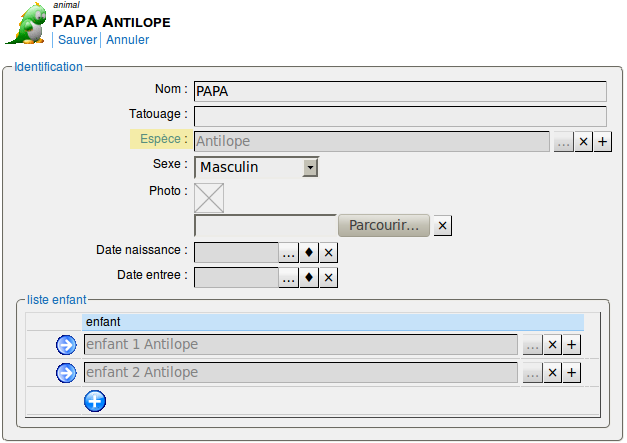 animal
PAPA ANTILOPE
Sauver Annuler
Identification
Nom : PAPA
Tatouage :
Espèce : Antilope ... × +
Sexe : Masculin
Photo :
Parcourir... ×
Date naissance : ... ♦ ×
Date entree : ... ♦ ×
liste enfant
enfant
enfant 1 Antilope ... × +
enfant 2 Antilope ... × +